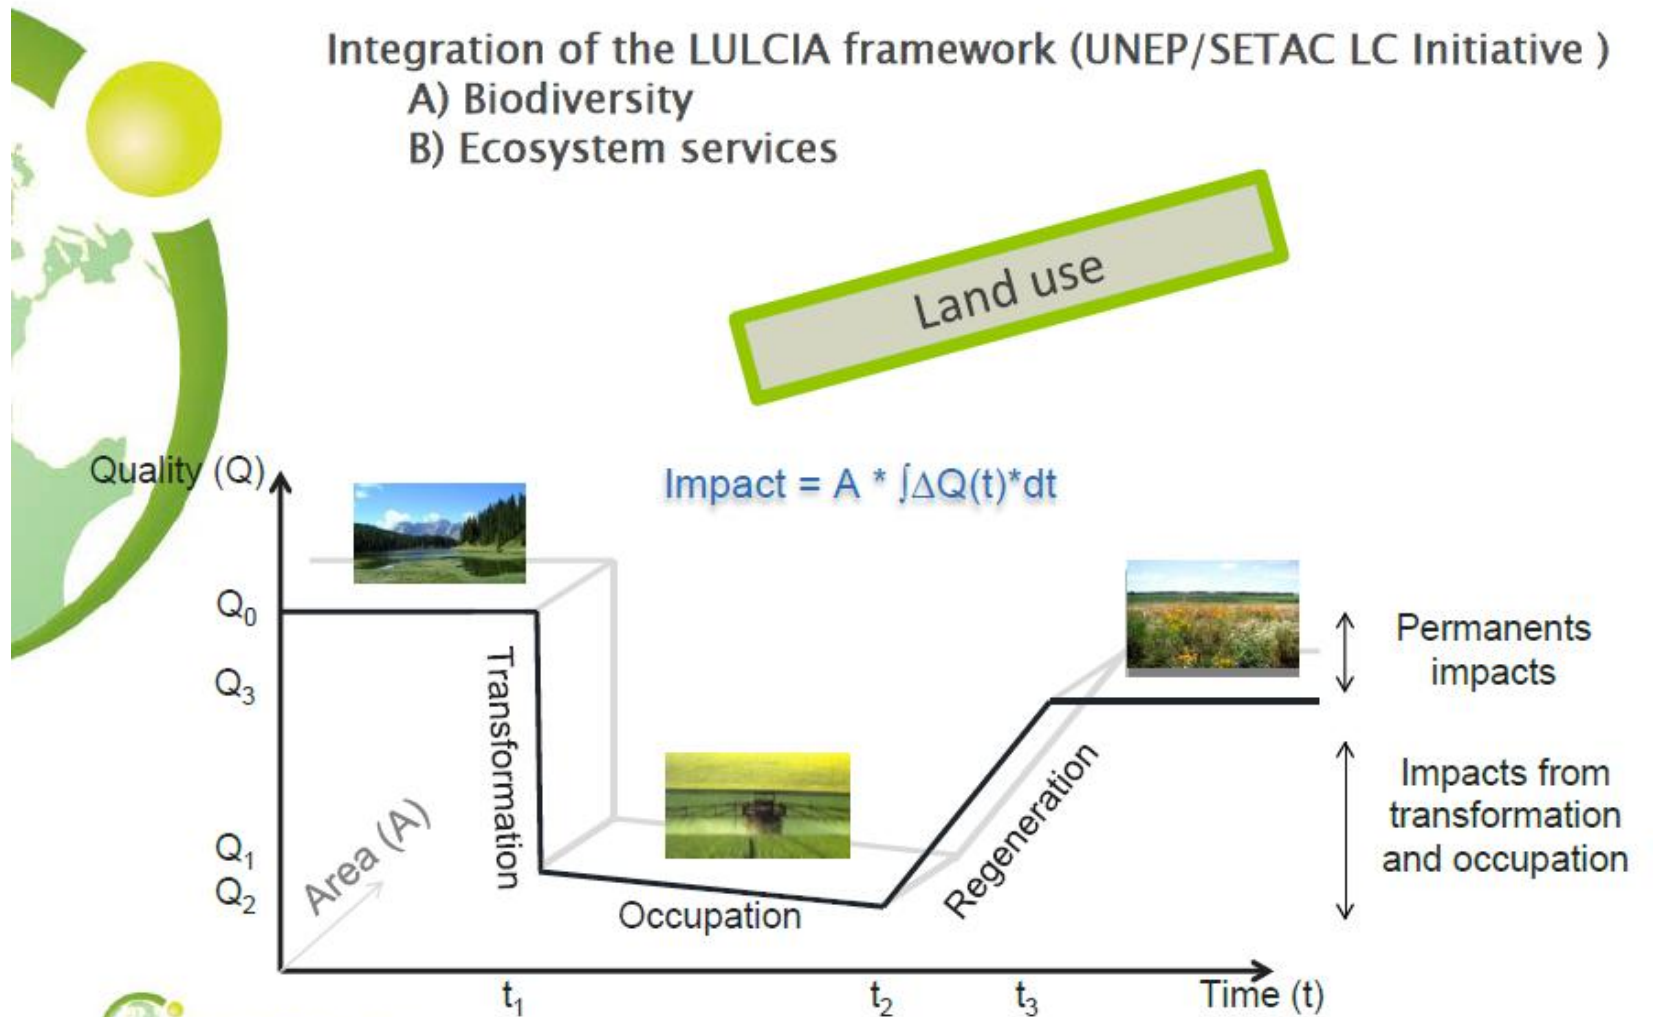 Integration of the LULCIA framework (UNEP/SETAC LC Initiative )
A) Biodiversity
B) Ecosystem services
Land use
Quality (Q)
Impact = A * ∫ΔQ(t)*dt
Q₀
Q₃
Q₁
Q₂
Area (A)
Transformation
Occupation
Regeneration
Permanents
impacts
Impacts from
transformation
and occupation
t₁
t₂
t₃
Time (t)